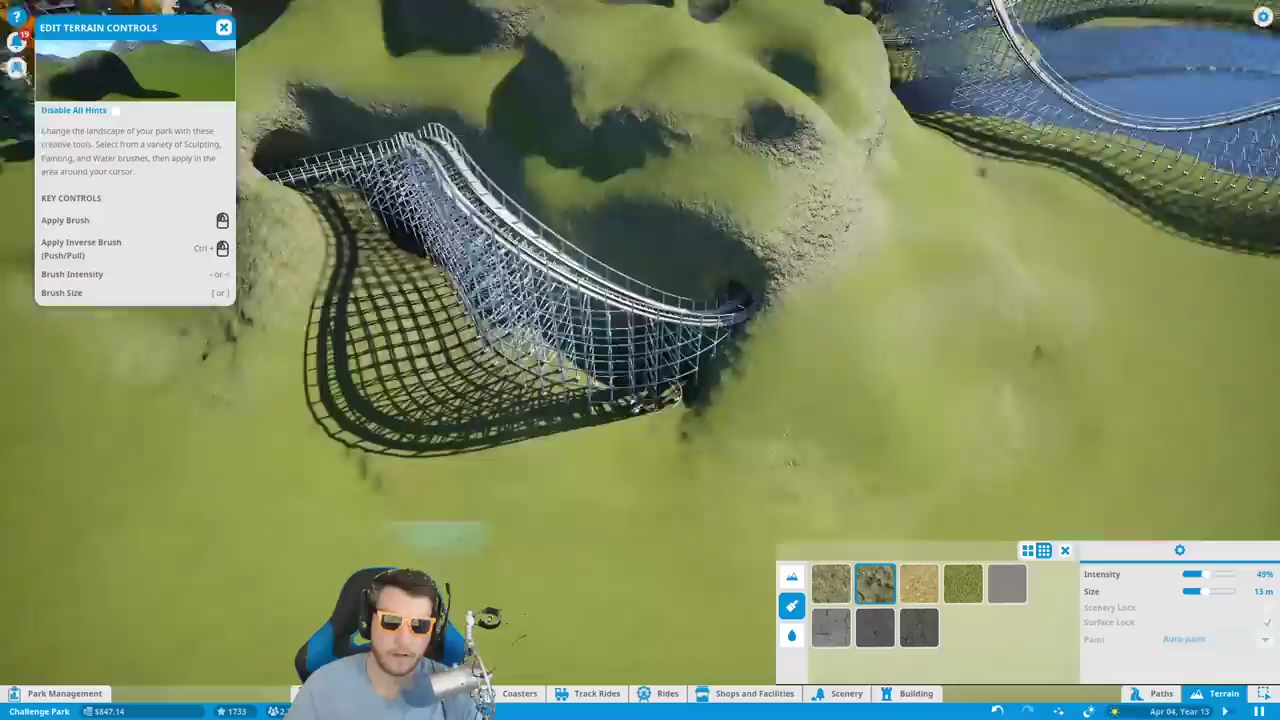 ?
EDIT TERRAIN CONTROLS
19
Disable All Hints
Change the landscape of your park with these
creative tools. Select from a variety of Sculpting,
Painting, and Water brushes, then apply in the
area around your cursor.
KEY CONTROLS
Apply Brush
Apply Inverse Brush
(Push/Pull)
Ctrl +
Brush Intensity
Brush Size
[ or ]
Intensity
49%
Size
13 m
Scenery Lock
Surface Lock
Paint
Auto-paint
Park Management
Coasters
Track Rides
Rides
Shops and Facilities
Scenery
Building
Paths
Terrain
Challenge Park
$847.14
1733
Apr 04, Year 13